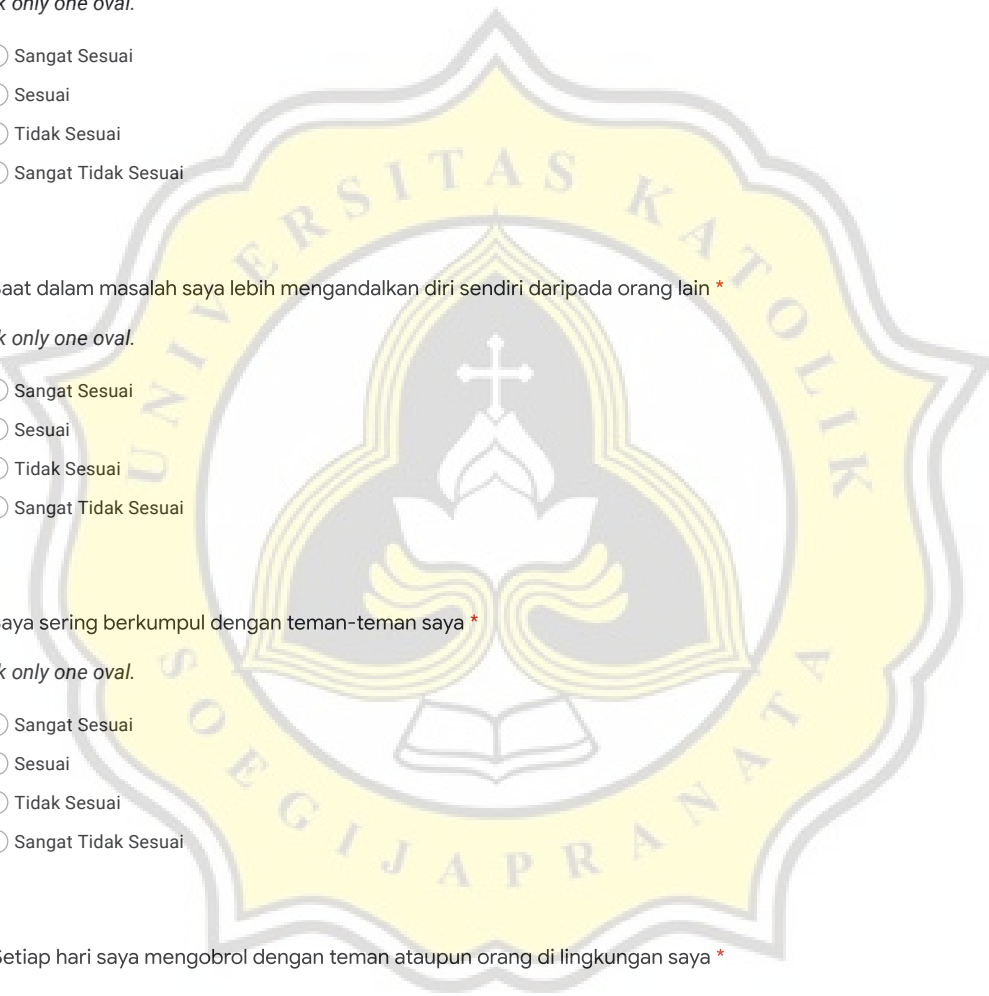 only one oval.
Sangat Sesuai
Sesuai
Tidak Sesuai
Sangat Tidak Sesuai
UNIVERSITAS KATOLIK
Saat dalam masalah saya lebih mengandalkan diri sendiri daripada orang lain *
only one oval.
Sangat Sesuai
Sesuai
Tidak Sesuai
Sangat Tidak Sesuai
Saya sering berkumpul dengan teman-teman saya *
only one oval.
Sangat Sesuai
Sesuai
Tidak Sesuai
Sangat Tidak Sesuai
SOEGIJAPRANATA
Setiap hari saya mengobrol dengan teman ataupun orang di lingkungan saya *